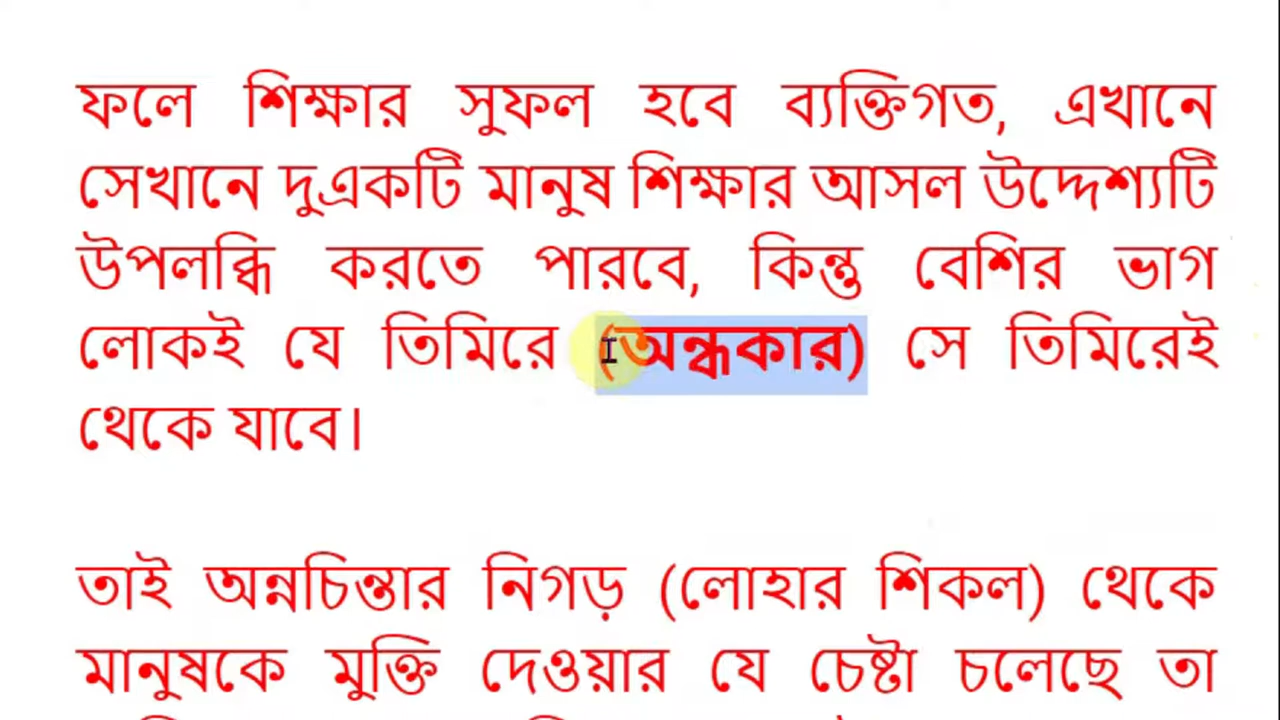 ফলে শিক্ষার সুফল হবে ব্যক্তিগত, এখানে
সেখানে দুএকটি মানুষ শিক্ষার আসল উদ্দেশ্যটি
উপলব্ধি করতে পারবে, কিন্তু বেশির ভাগ
লোকই যে তিমিরে (অন্ধকার) সে তিমিরেই
থেকে যাবে।
তাই অন্নচিন্তার নিগড় (লোহার শিকল) থেকে
মানুষকে মুক্তি দেওয়ার যে চেষ্টা চলেছে তা